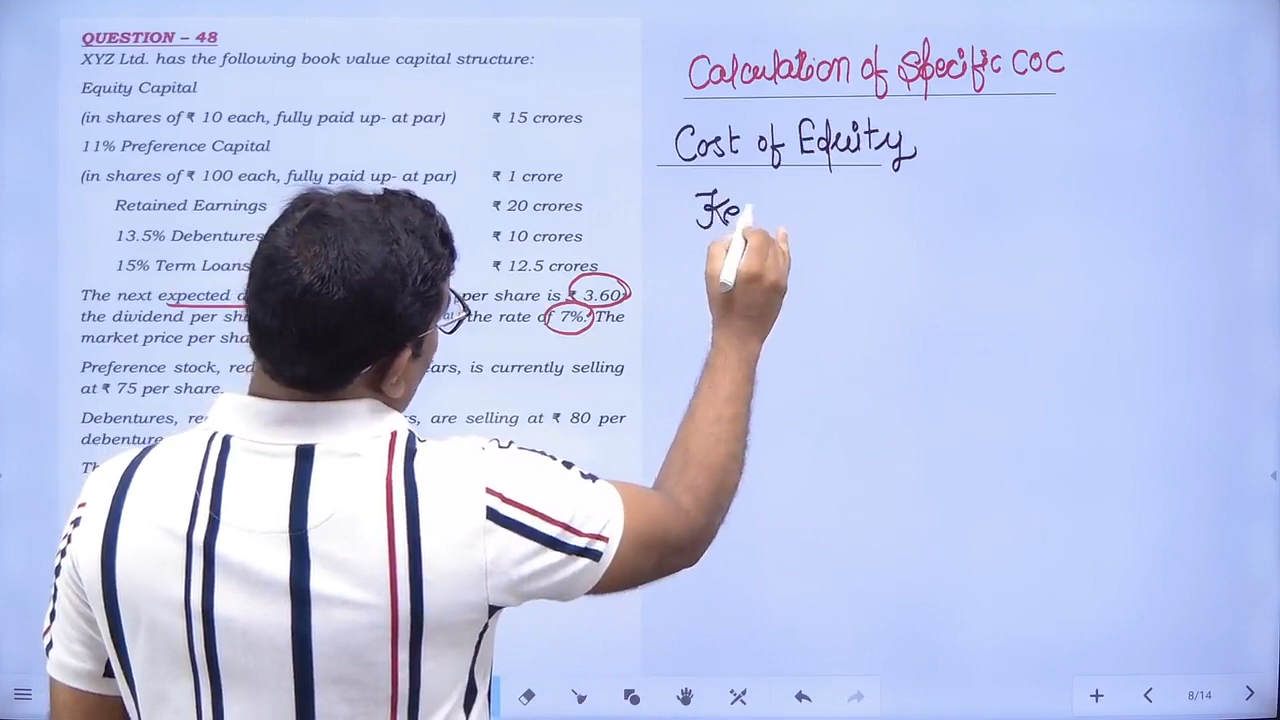 QUESTION – 48
XYZ Ltd. has the following book value capital structure:
Equity Capital
(in shares of ₹ 10 each, fully paid up- at par) ₹ 15 crores
11% Preference Capital
(in shares of ₹ 100 each, fully paid up- at par) ₹ 1 crore
Retained Earnings ₹ 20 crores
13.5% Debentures ₹ 10 crores
15% Term Loans ₹ 12.5 crores
The next expected per share is ₹ 3.60;
the dividend per the rate of 7%. The
market price per
Preference stock, is currently selling
at ₹ 75 per share.
Debentures, are selling at ₹ 80 per
debenture
Calculation of Specific COC
Cost of Equity
Ke
8/14